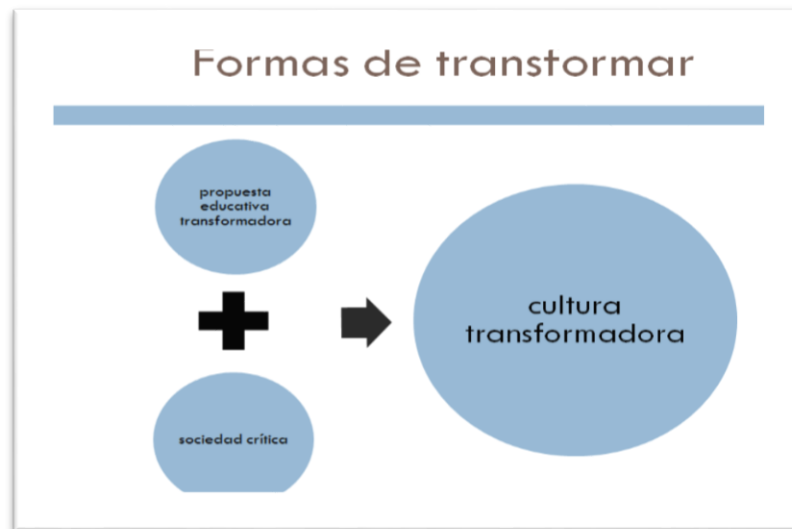 Formas de transformar
propuesta
educativa
transformadora
sociedad crítica
cultura
transformadora